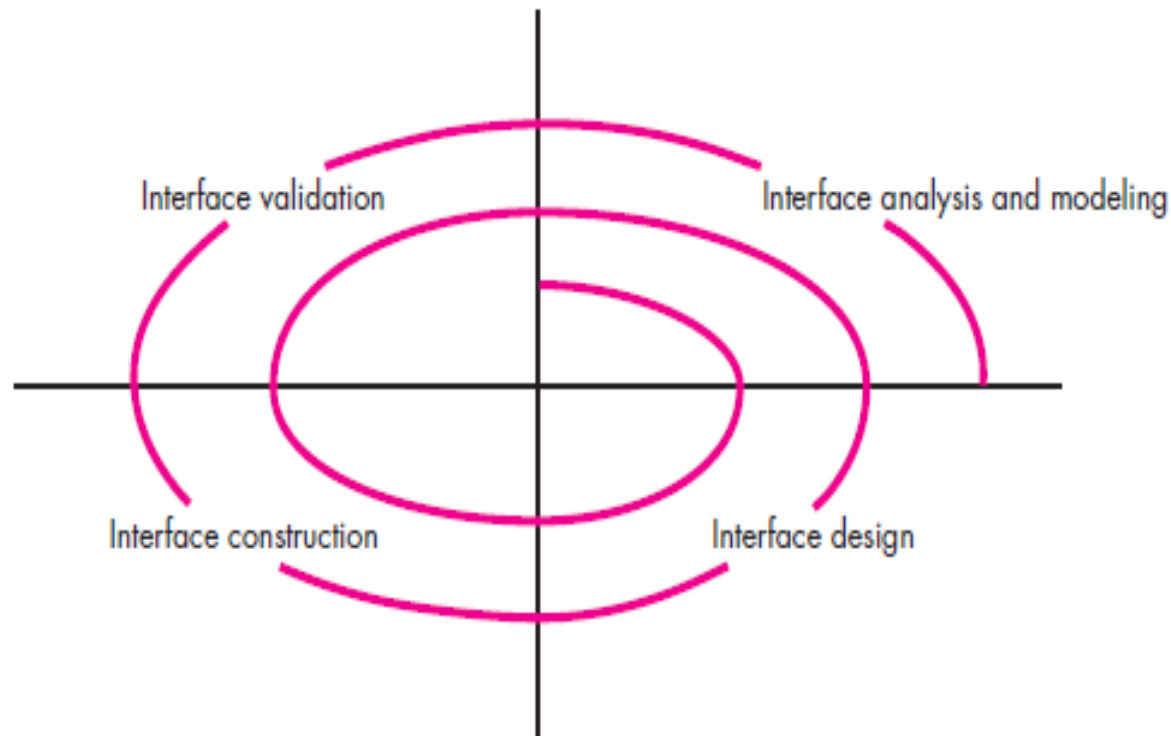 Interface validation
Interface analysis and modeling
Interface construction
Interface design